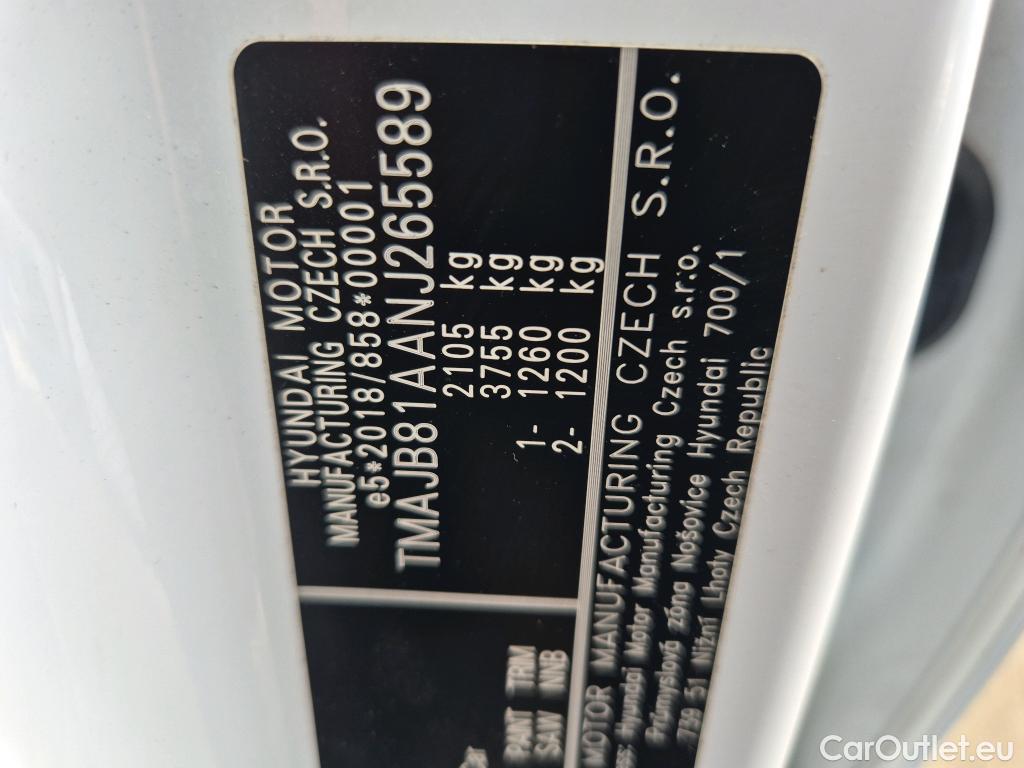 HYUNDAI MOTOR
MANUFACTURING CZECH S.R.O.
e5*2018/858*00001
TMAJB81AANJ265589
2105 kg
3755 kg
1- 1260 kg
2- 1200 kg
PAINT TRIM
SAW NNB
MOTOR MANUFACTURING CZECH S.R.O.
Hyundai Motor Manufacturing Czech s.r.o.
Průmyslová zóna Nošovice Hyundai 700/1
739 51 Nižní Lhoty Czech Republic
CarOutlet.eu